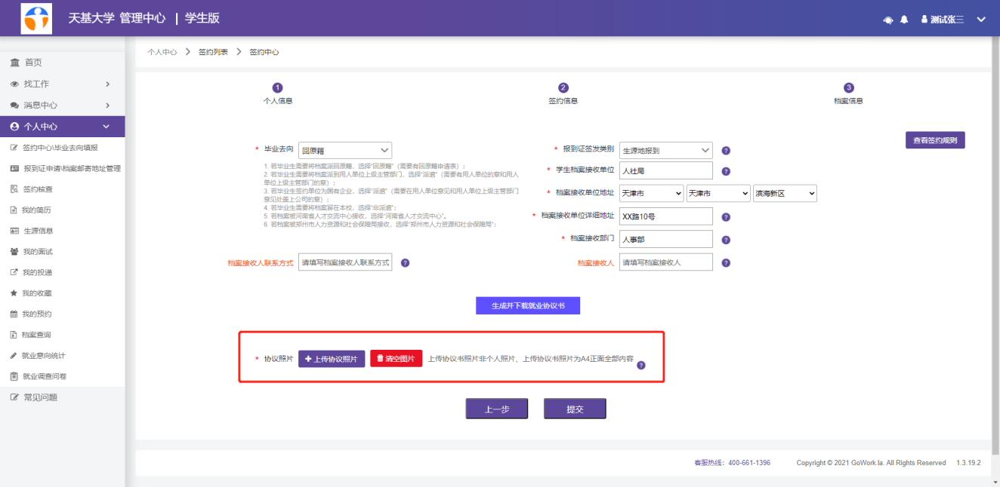 天基大学 管理中心 | 学生版
测试张三
首页
找工作
消息中心
个人中心
签约中心\毕业去向填报
报到证申请\档案邮寄地址管理
签约核查
我的简历
生源信息
我的面试
我的投递
我的收藏
我的预约
档案查询
就业意向统计
就业调查问卷
常见问题
个人中心 > 签约列表 > 签约中心
1
个人信息
2
签约信息
3
档案信息
查看签约规则
* 毕业去向 回原籍
1. 若毕业生需要将档案派回原籍，选择"回原籍"（需要有回原籍申请表）;
2. 若毕业生需要将档案派到用人单位上级主管部门，选择"派遣"（需要有用人单位的章和用人
单位上级主管部门的章）;
3. 若毕业生签约单位为国有企业，选择"派遣"（需要在用人单位意见和用人单位上级主管部门
意见处盖上公司的章）;
4. 若毕业生需要将档案留在本校，选择"非派遣";
5. 若档案被河南省人才交流中心接收，选择"河南省人才交流中心"。
6. 若档案被郑州市人力资源和社会保障局接收，选择"郑州市人力资源和社会保障局";
* 报到证签发类别 生源地报到 ?
* 学生档案接收单位 人社局 ?
* 档案接收单位地址 天津市 天津市 滨海新区
* 档案接收单位详细地址 XX路10号 ?
* 档案接收部门 人事部 ?
档案接收人联系方式 请填写档案接收人联系方式 ?
档案接收人 请填写档案接收人 ?
生成并下载就业协议书
* 协议照片 +上传协议照片 清空图片 上传协议书照片非个人照片、上传协议书照片为A4正面全部内容 ?
上一步 提交
客服热线：400-661-1396 Copyright © 2021 GoWork.la. All Rights Reserved 1.3.19.2